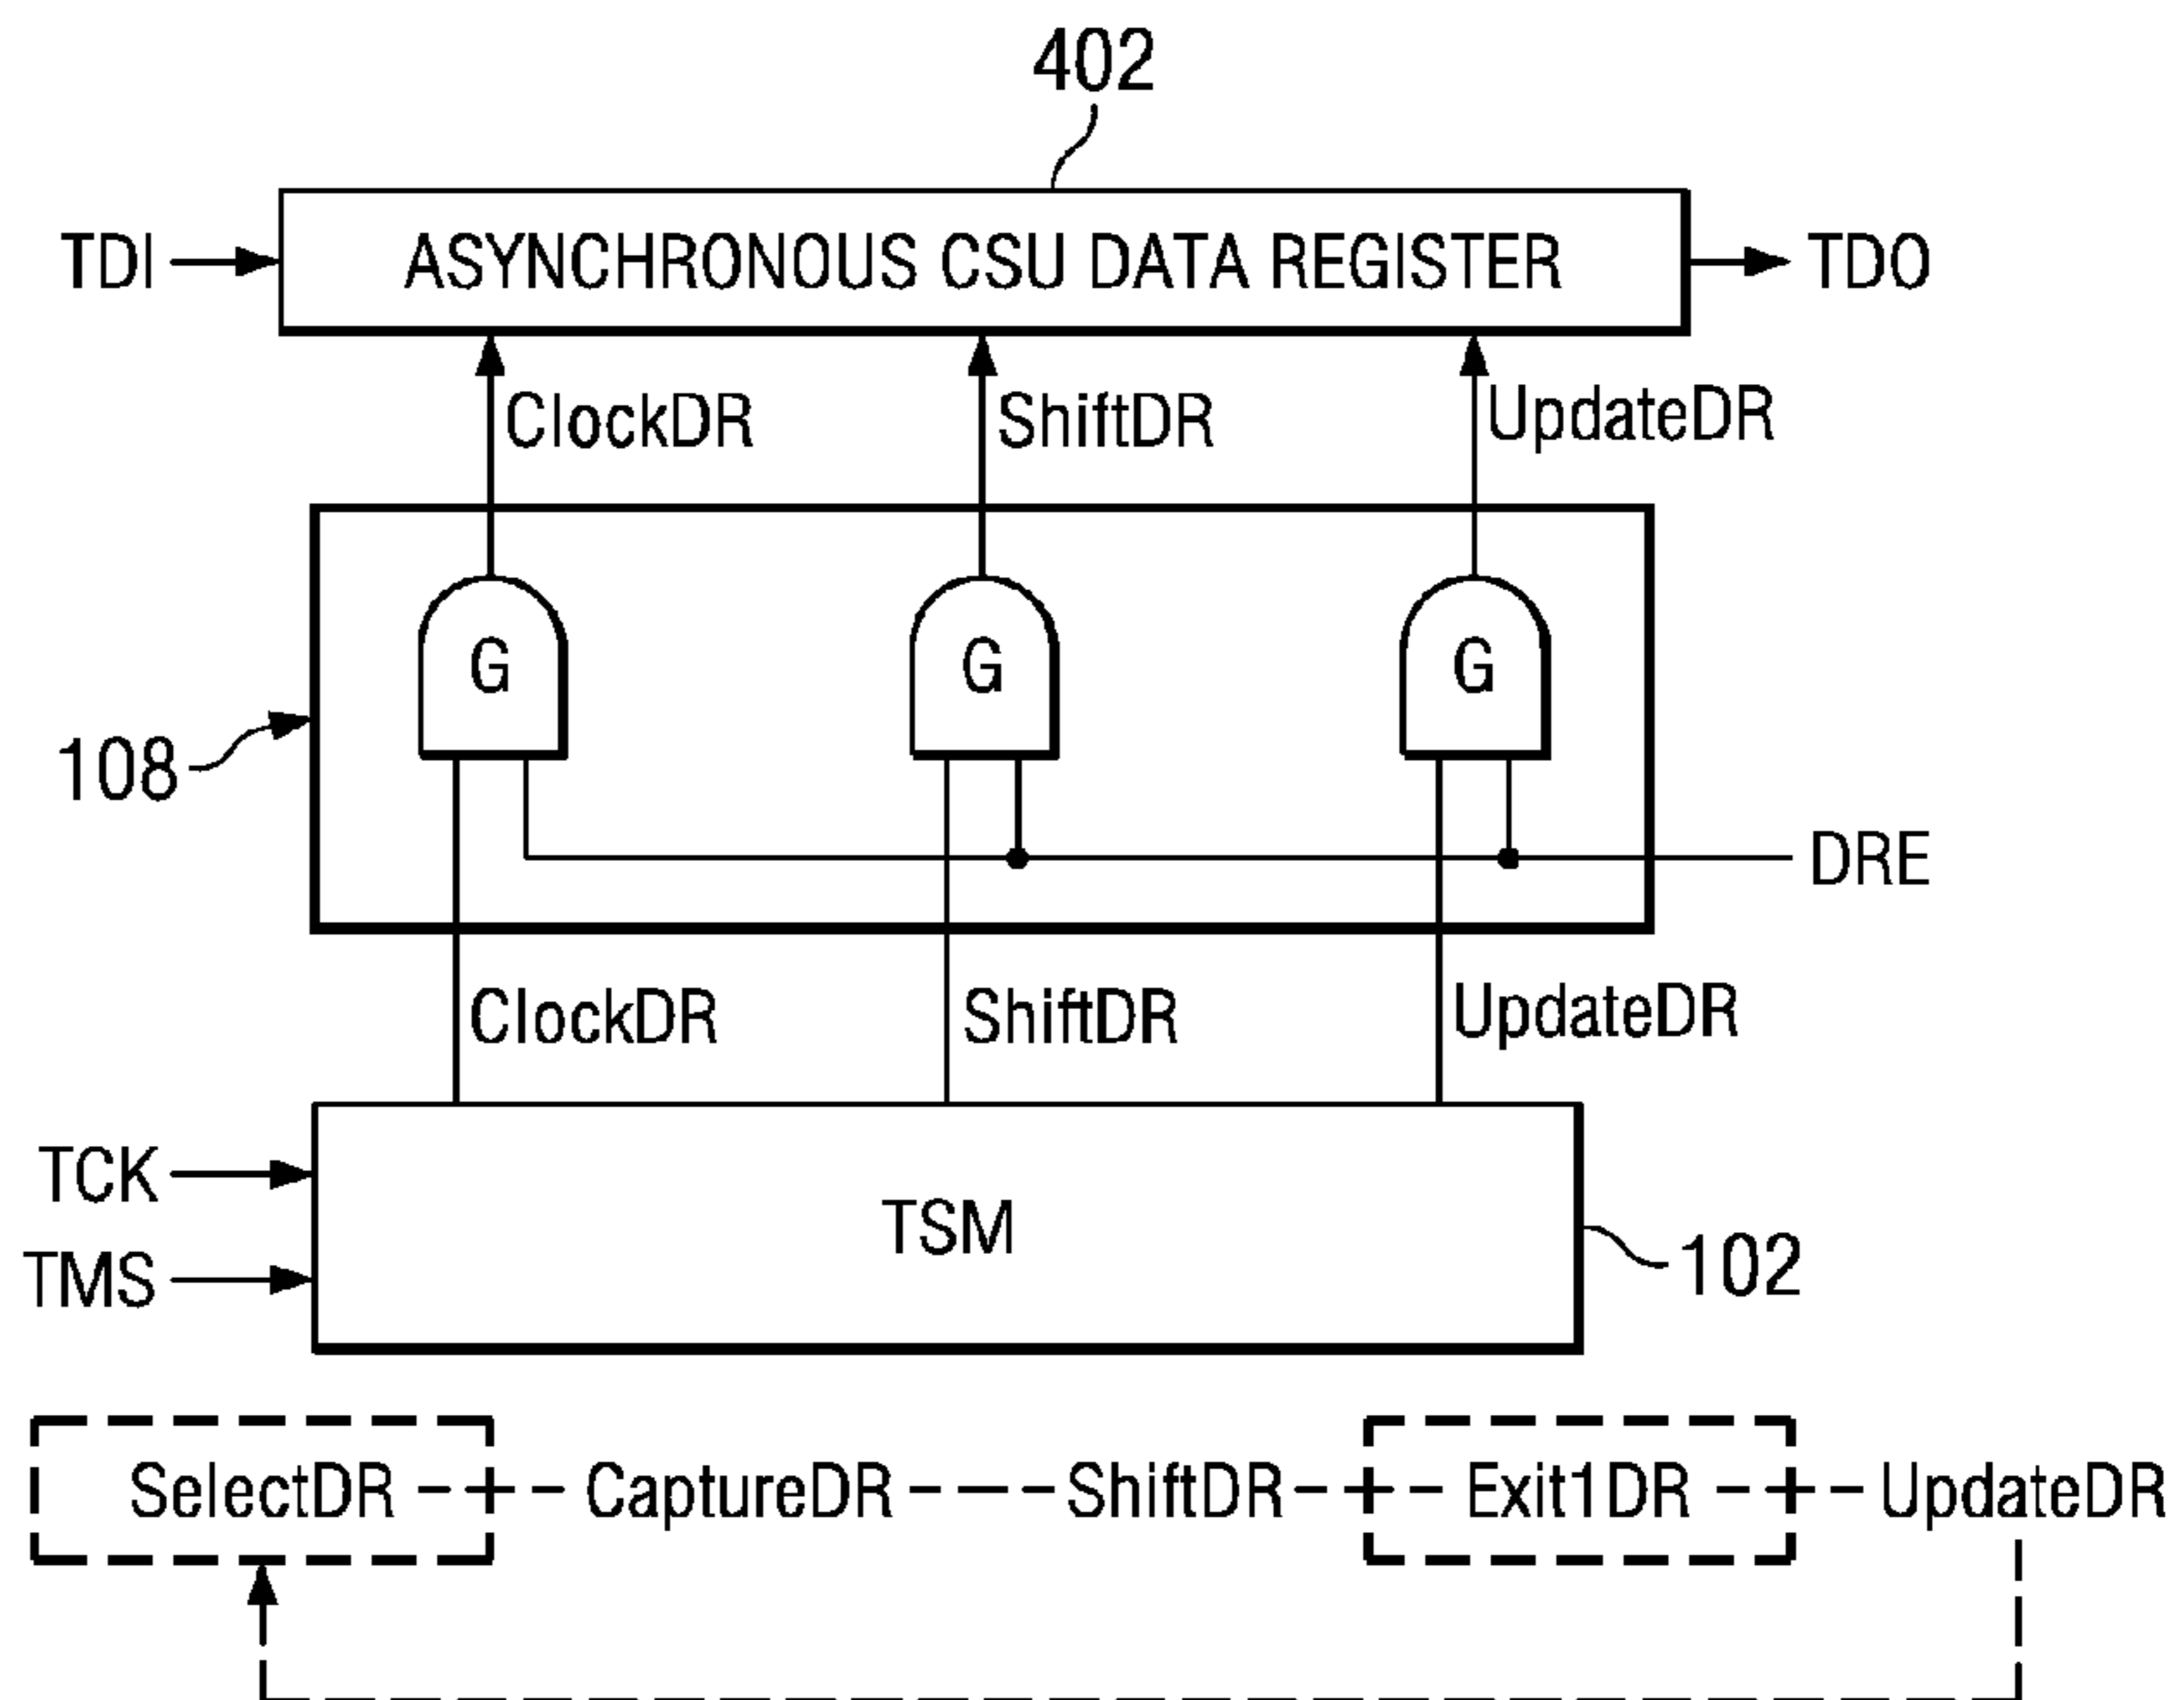 402
TDI
ASYNCHRONOUS CSU DATA REGISTER
TDO
ClockDR
ShiftDR
UpdateDR
G
G
G
108
DRE
ClockDR
ShiftDR
UpdateDR
TCK
TSM
TMS
102
SelectDR
CaptureDR
ShiftDR
Exit1DR
UpdateDR